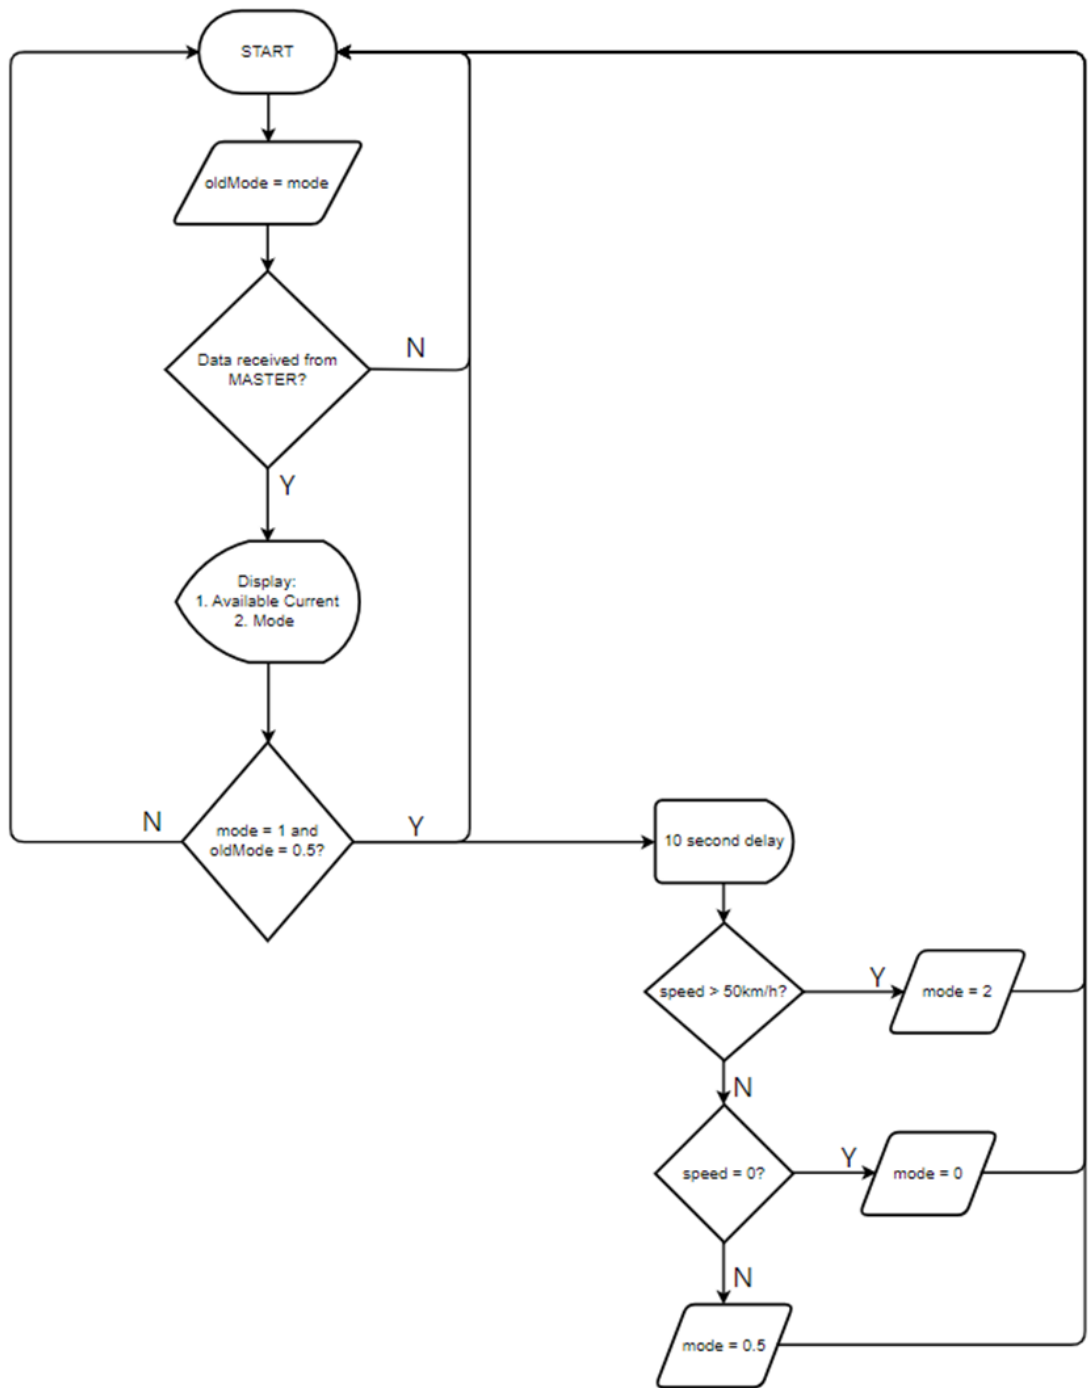 START
oldMode = mode
Data received from
MASTER?
N
Y
Display:
1. Available Current
2. Mode
N
mode = 1 and
oldMode = 0.5?
Y
10 second delay
speed > 50km/h?
Y
mode = 2
N
speed = 0?
Y
mode = 0
N
mode = 0.5